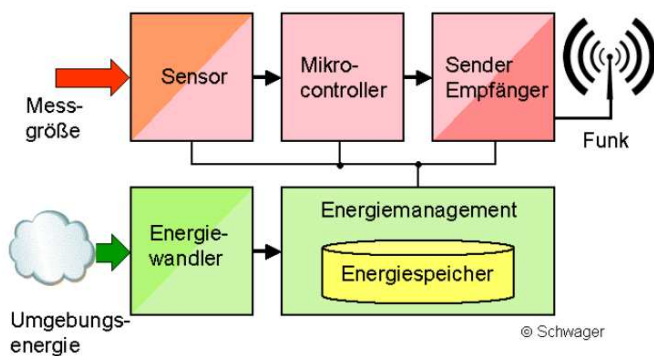 Sensor
Mikro-
controller
Sender
Empfänger
Mess-
größe
Funk
Energie-
wandler
Energiemanagement
Energiespeicher
Umgebungs-
energie
© Schwager